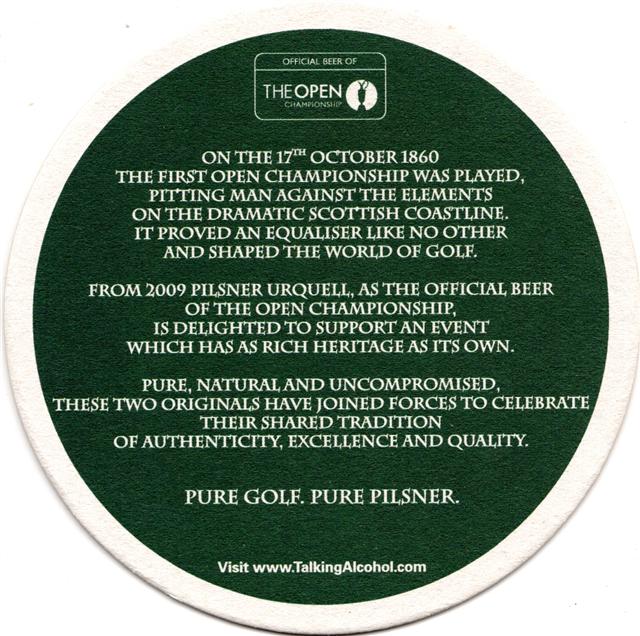 OFFICIAL BEER OF
THE OPEN
CHAMPIONSHIP
ON THE 17TH OCTOBER 1860
THE FIRST OPEN CHAMPIONSHIP WAS PLAYED,
PITTING MAN AGAINST THE ELEMENTS
ON THE DRAMATIC SCOTTISH COASTLINE.
IT PROVED AN EQUALISER LIKE NO OTHER
AND SHAPED THE WORLD OF GOLF.
FROM 2009 PILSNER URQUELL, AS THE OFFICIAL BEER
OF THE OPEN CHAMPIONSHIP,
IS DELIGHTED TO SUPPORT AN EVENT
WHICH HAS AS RICH HERITAGE AS ITS OWN.
PURE, NATURAL AND UNCOMPROMISED,
THESE TWO ORIGINALS HAVE JOINED FORCES TO CELEBRATE
THEIR SHARED TRADITION
OF AUTHENTICITY, EXCELLENCE AND QUALITY.
PURE GOLF. PURE PILSNER.
Visit www.TalkingAlcohol.com